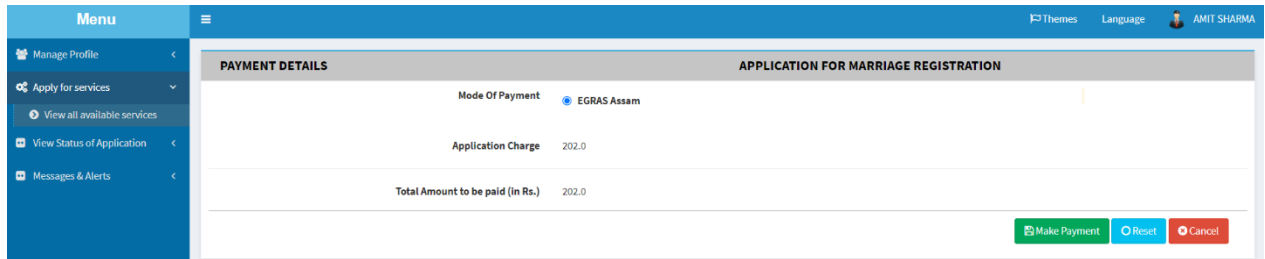 Menu
Themes Language AMIT SHARMA
Manage Profile
Apply for services
View all available services
View Status of Application
Messages & Alerts
PAYMENT DETAILS APPLICATION FOR MARRIAGE REGISTRATION
Mode Of Payment EGRAS Assam
Application Charge 202.0
Total Amount to be paid (in Rs.) 202.0
Make Payment Reset Cancel